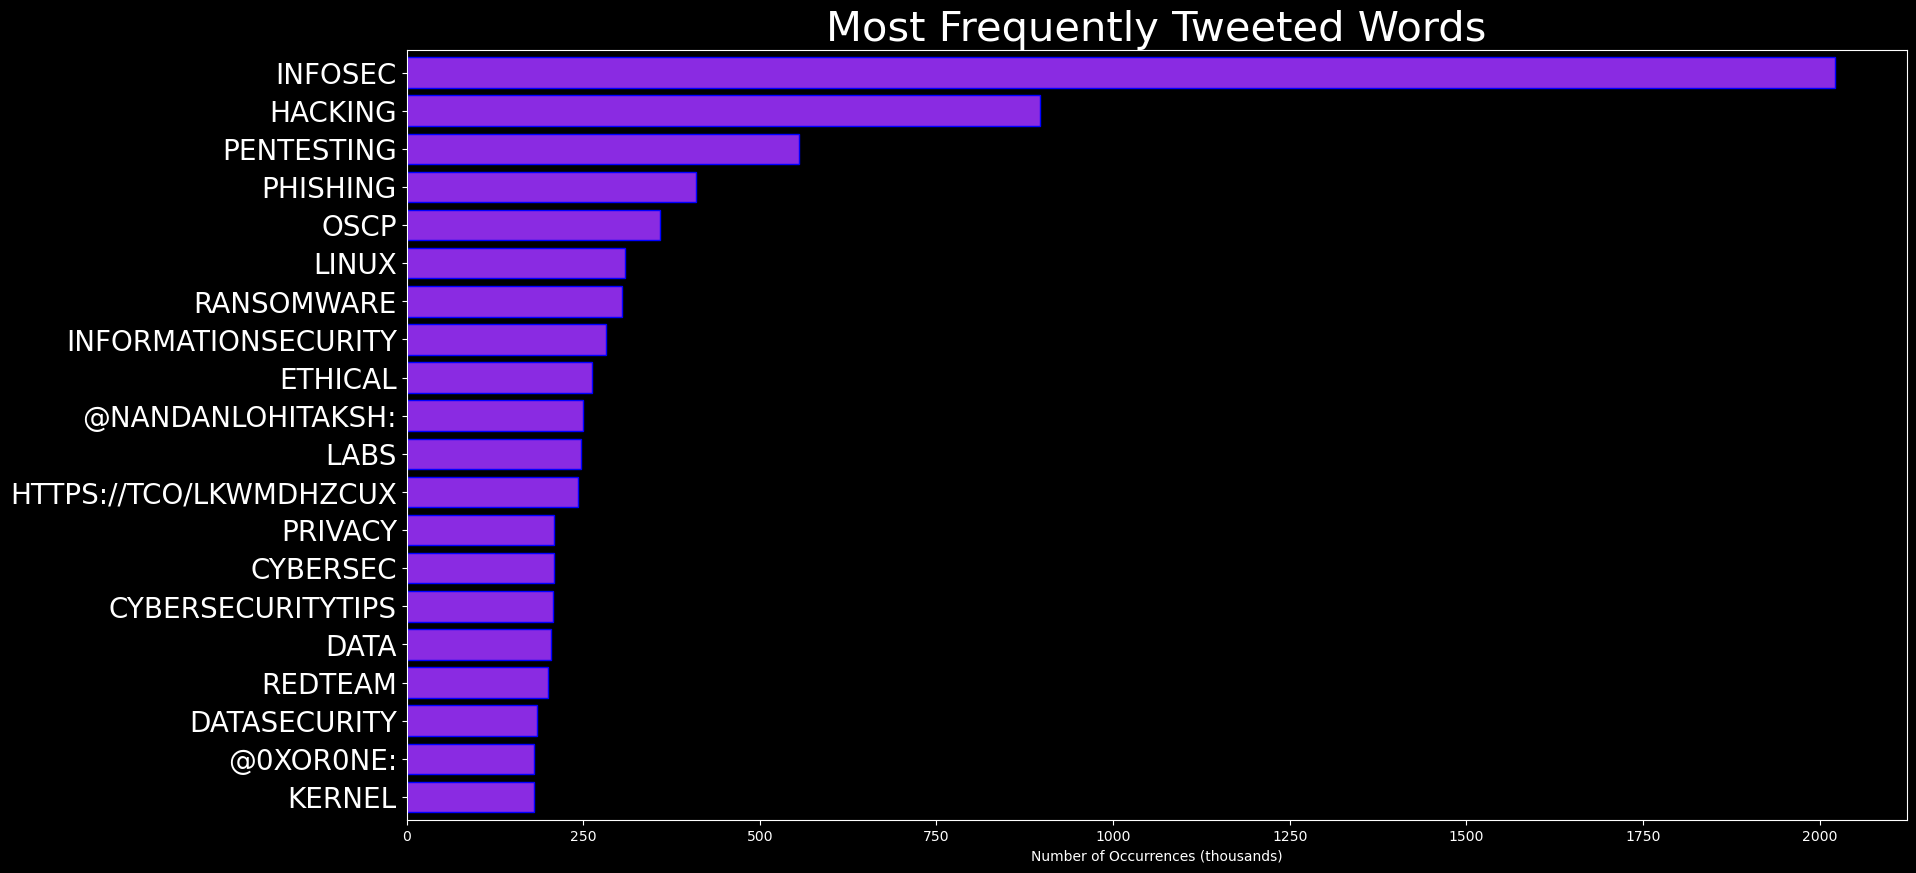 Most Frequently Tweeted Words
INFOSEC
HACKING
PENTESTING
PHISHING
OSCP
LINUX
RANSOMWARE
INFORMATIONSECURITY
ETHICAL
@NANDANLOHITAKSH:
LABS
HTTPS://TCO/LKWMDHZCUX
PRIVACY
CYBERSEC
CYBERSECURITYTIPS
DATA
REDTEAM
DATASECURITY
@0XOR0NE:
KERNEL
0 250 500 750 1000 1250 1500 1750 2000
Number of Occurrences (thousands)